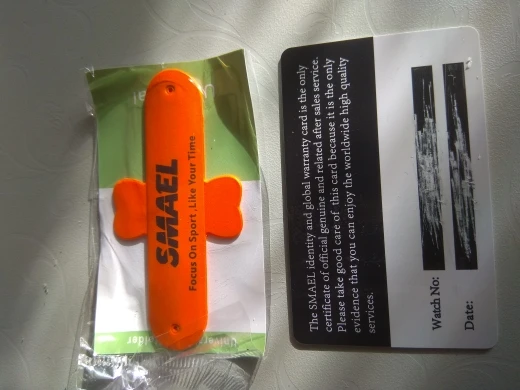 SMAEL
Focus On Sport , Like Your Time
The SMAEL identity and global warranty card is the only
certificate of official genuine and related after sales service.
Please take good care of this card because it is the only
evidence that you can enjoy the worldwide high quality
services.
Watch No:
Date: